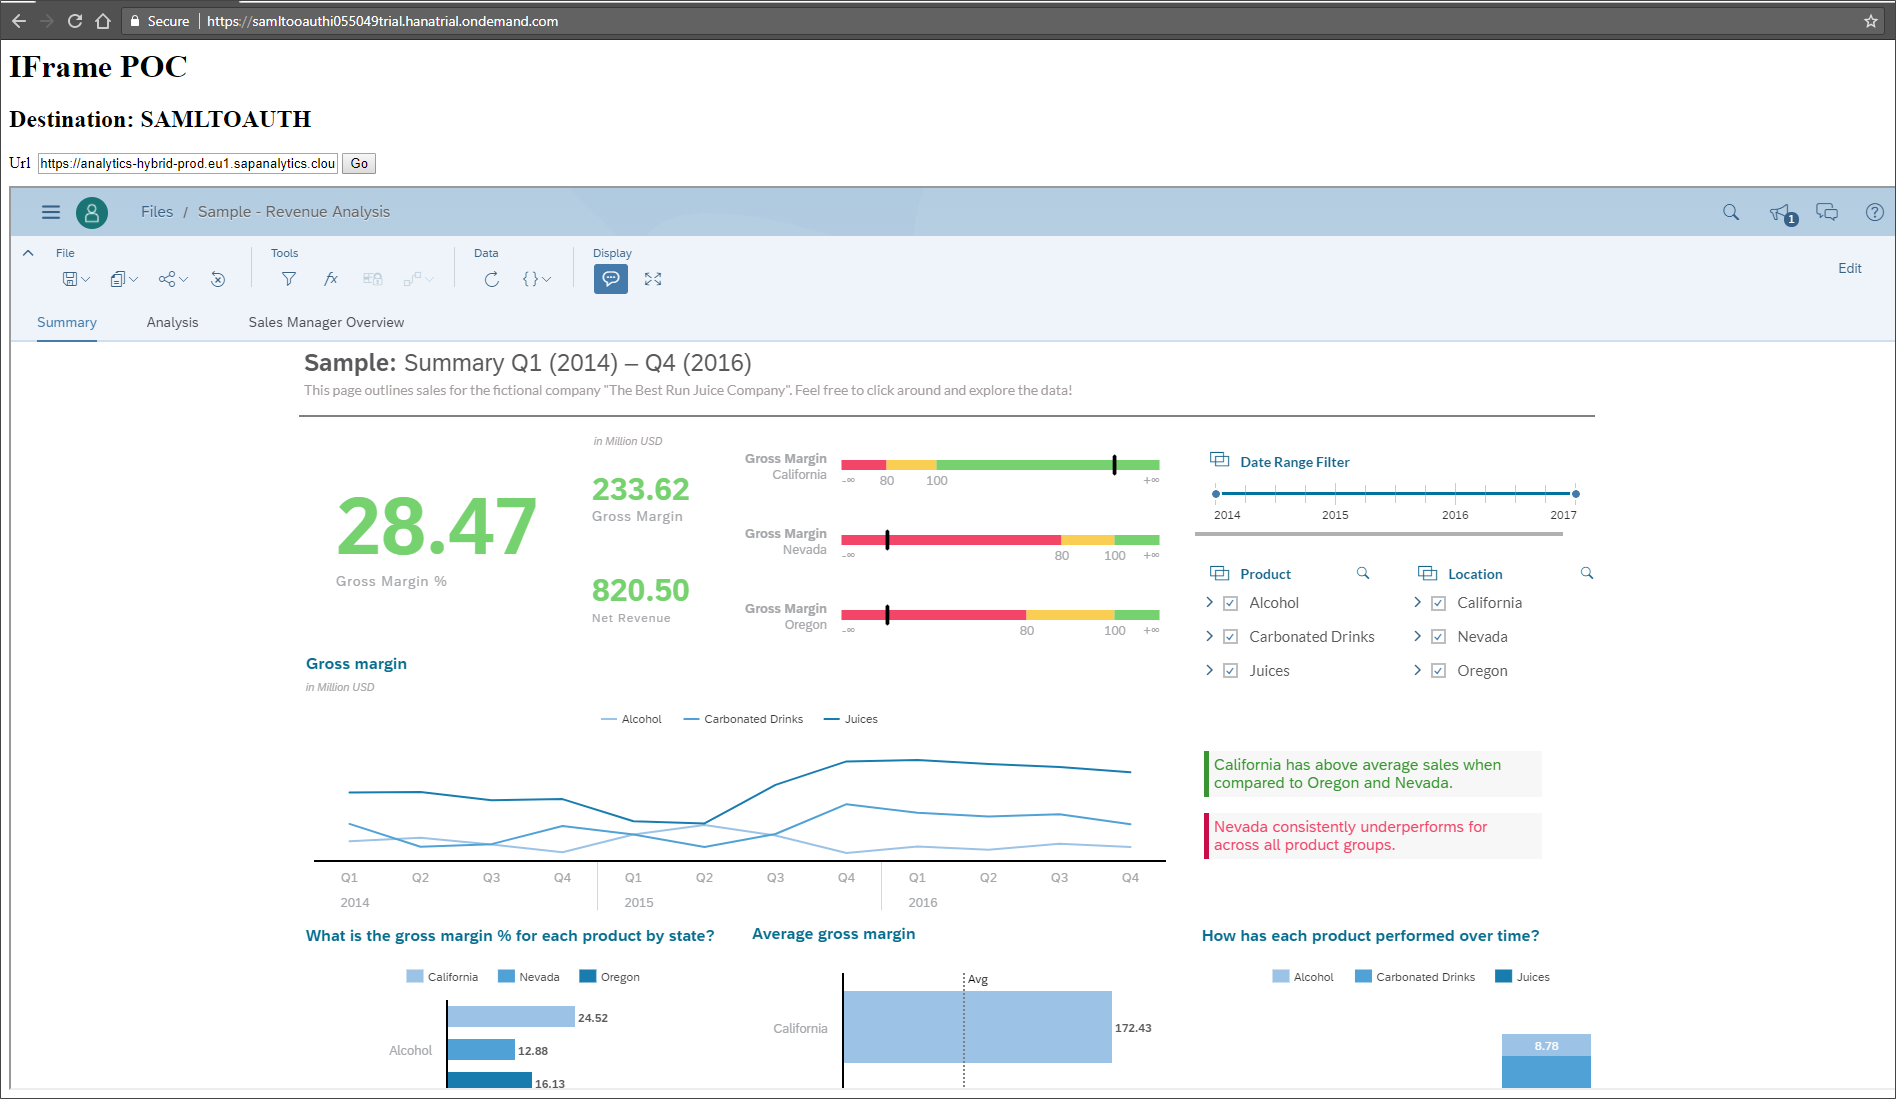 Secure https://samltooauthi055049trial.hanatrial.ondemand.com
IFrame POC
Destination: SAMLTOAUTH
Url https://analytics-hybrid-prod.eu1.sapanalytics.clou Go
Files / Sample - Revenue Analysis
1
File Tools Data Display
Edit
Summary Analysis Sales Manager Overview
Sample: Summary Q1 (2014) – Q4 (2016)
This page outlines sales for the fictional company "The Best Run Juice Company". Feel free to click around and explore the data!
28.47
Gross Margin %
in Million USD
233.62
Gross Margin
820.50
Net Revenue
Gross Margin
California
-∞ 80 100 +∞
Gross Margin
Nevada
-∞ 80 100 +∞
Gross Margin
Oregon
-∞ 80 100 +∞
Date Range Filter
2014 2015 2016 2017
Product
Alcohol
Carbonated Drinks
Juices
Location
California
Nevada
Oregon
Gross margin
in Million USD
Alcohol Carbonated Drinks Juices
Q1 Q2 Q3 Q4 Q1 Q2 Q3 Q4 Q1 Q2 Q3 Q4
2014 2015 2016
California has above average sales when
compared to Oregon and Nevada.
Nevada consistently underperforms for
across all product groups.
What is the gross margin % for each product by state?
California Nevada Oregon
Alcohol
24.52
12.88
16.13
Average gross margin
Avg
California
172.43
How has each product performed over time?
Alcohol Carbonated Drinks Juices
8.78